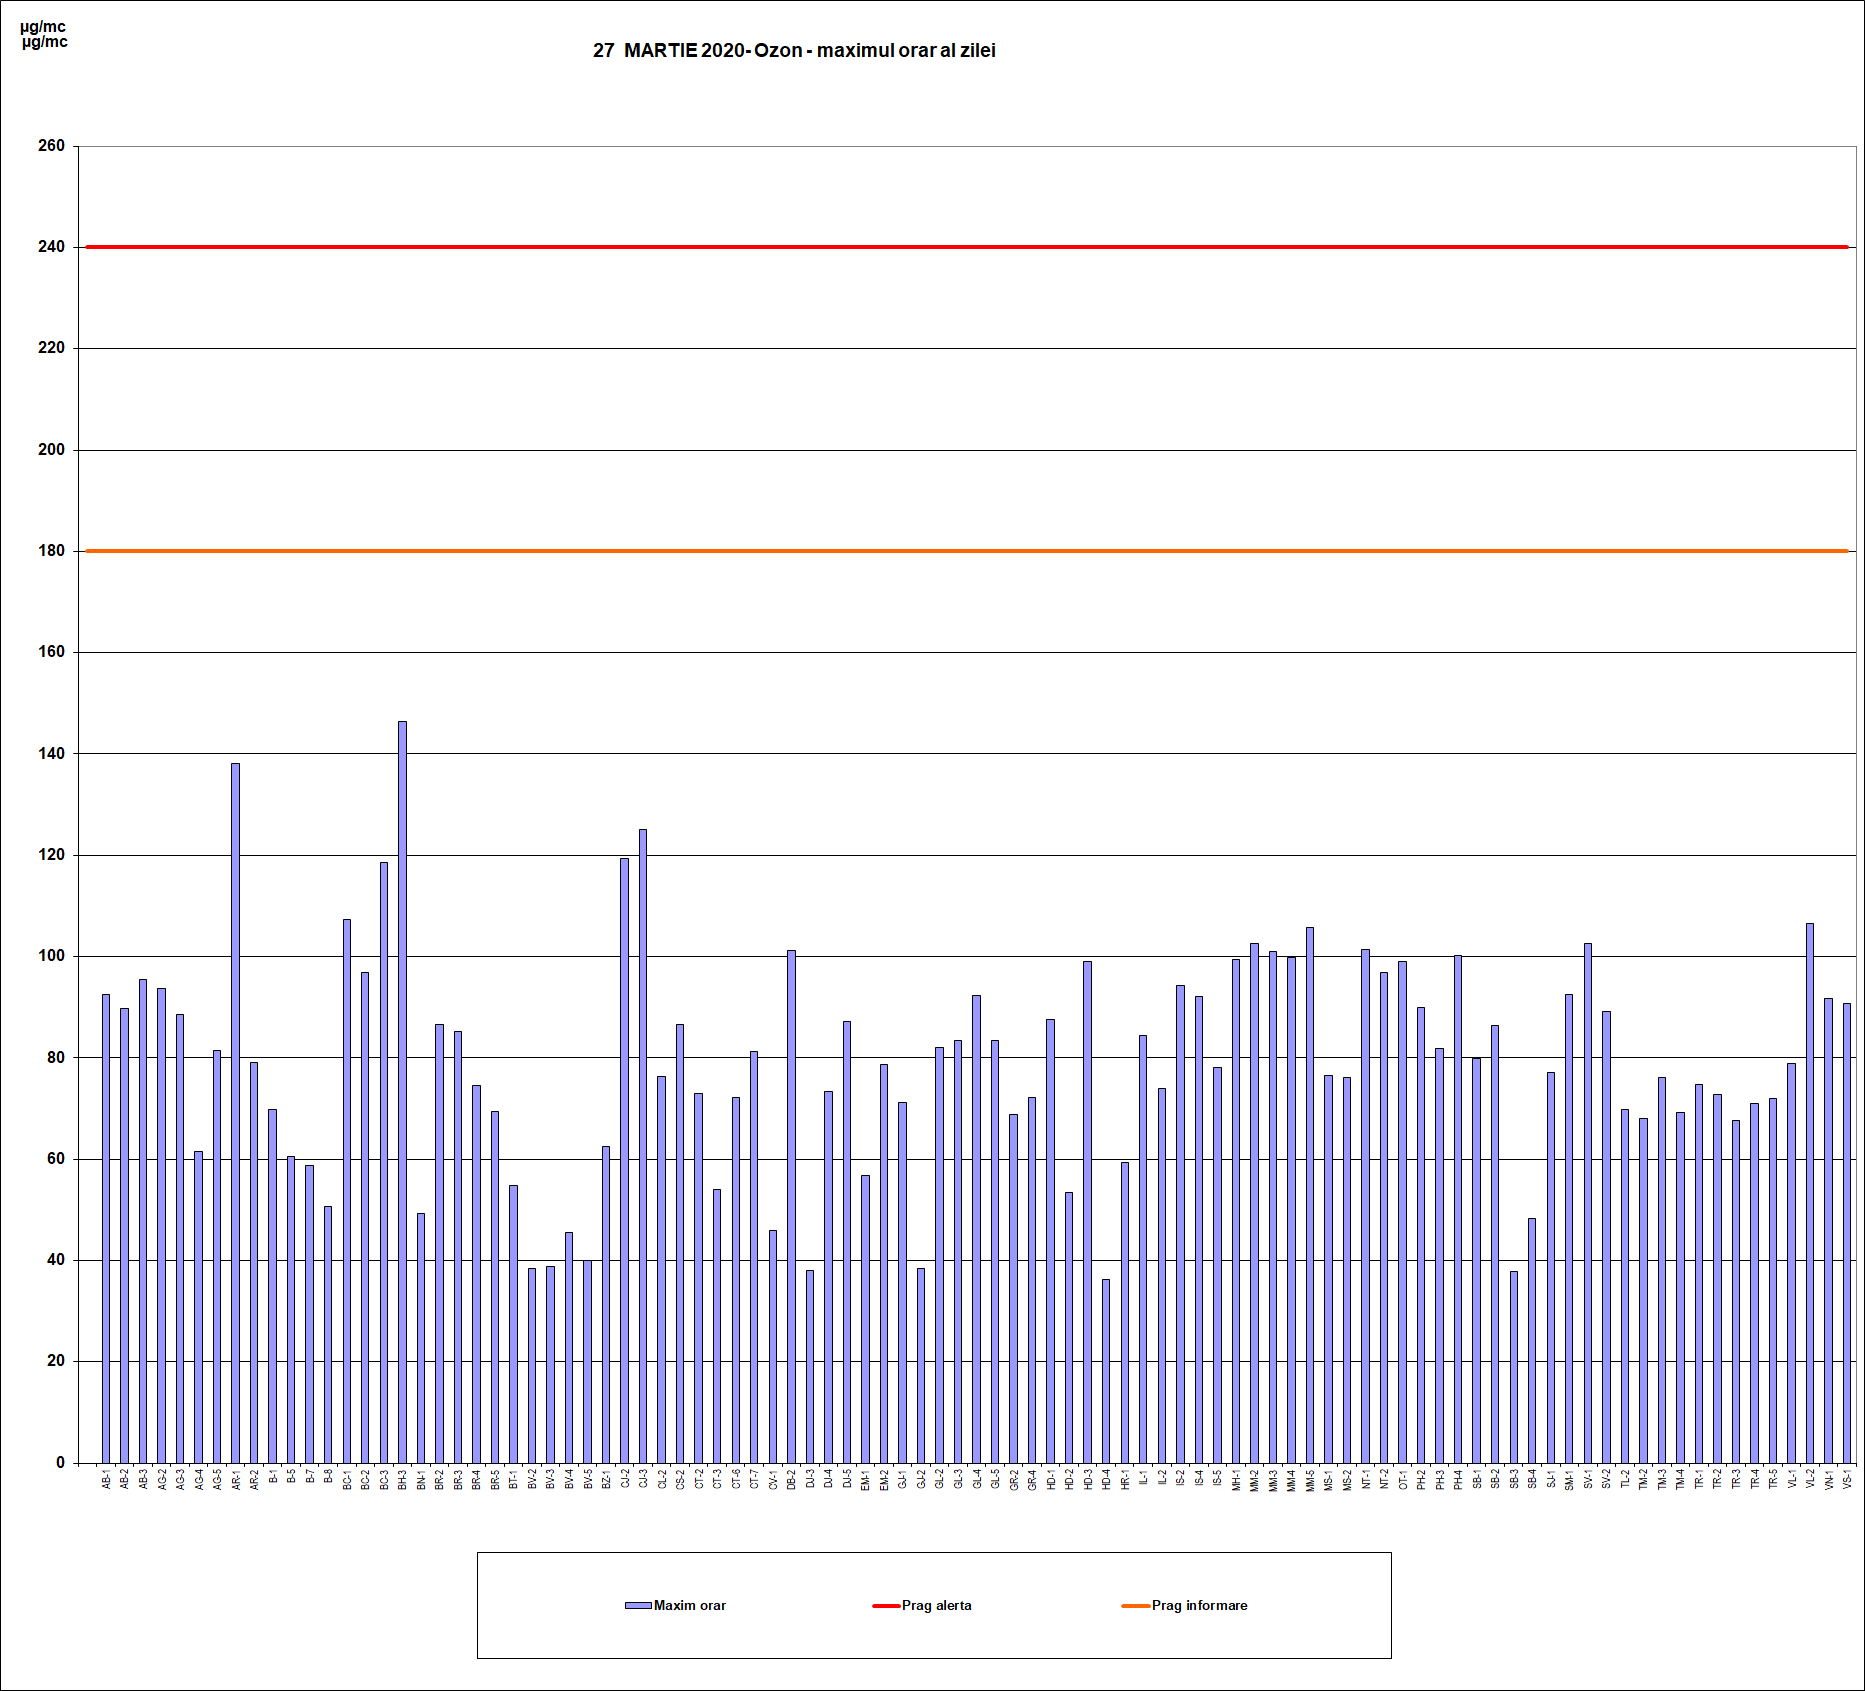 µg/mc
µg/mc
27 MARTIE 2020- Ozon - maximul orar al zilei
260
240
220
200
180
160
140
120
100
80
60
40
20
0
AB-1 AB-2 AB-3 AG-2 AG-3 AG-4 AG-5 AR-1 AR-2 B-1 B-5 B-7 B-8 BC-1 BC-2 BC-3 BH-3 BN-1 BR-2 BR-3 BR-4 BR-5 BT-1 BV-2 BV-3 BV-4 BV-5 BZ-1 CJ-2 CJ-3 CL-2 CS-2 CT-2 CT-3 CT-6 CT-7 CV-1 DB-2 DJ-3 DJ-4 DJ-5 EM-1 EM-2 GJ-1 GJ-2 GL-2 GL-3 GL-4 GL-5 GR-2 GR-4 HD-1 HD-2 HD-3 HD-4 HR-1 IL-1 IL-2 IS-2 IS-4 IS-5 MH-1 MM-2 MM-3 MM-4 MM-5 MS-1 MS-2 NT-1 NT-2 OT-1 PH-2 PH-3 PH-4 SB-1 SB-2 SB-3 SB-4 SJ-1 SM-1 SV-1 SV-2 TL-2 TM-2 TM-3 TM-4 TR-1 TR-2 TR-3 TR-4 TR-5 VL-1 VL-2 VN-1 VS-1
Maxim orar Prag alerta Prag informare